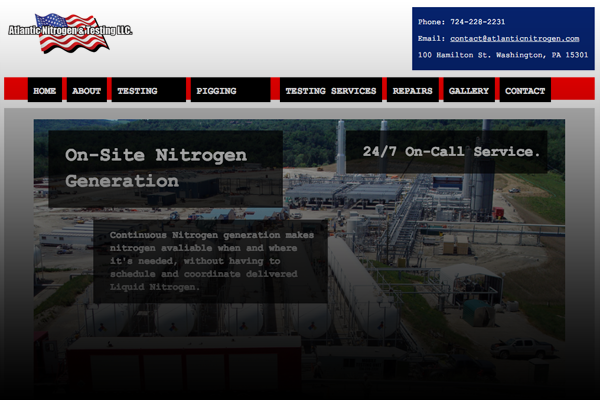 Atlantic Nitrogen & Testing LLC.
Phone: 724-228-2231
Email: contact@atlanticnitrogen.com
100 Hamilton St. Washington, PA 15301
HOME ABOUT TESTING PIGGING TESTING SERVICES REPAIRS GALLERY CONTACT
On-Site Nitrogen
Generation
24/7 On-Call Service.
Continuous Nitrogen generation makes
nitrogen avaliable when and where
it's needed, without having to
schedule and coordinate delivered
Liquid Nitrogen.